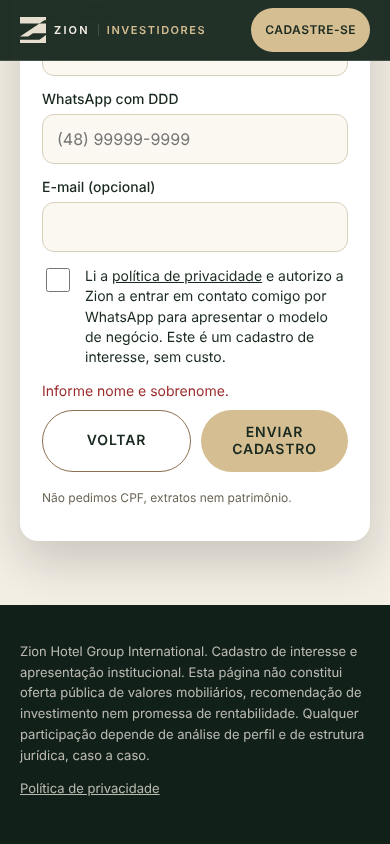 ZION | INVESTIDORES
CADASTRE-SE
WhatsApp com DDD
(48) 99999-9999
E-mail (opcional)
Li a política de privacidade e autorizo a
Zion a entrar em contato comigo por
WhatsApp para apresentar o modelo
de negócio. Este é um cadastro de
interesse, sem custo.
Informe nome e sobrenome.
VOLTAR
ENVIAR
CADASTRO
Não pedimos CPF, extratos nem patrimônio.
Zion Hotel Group International. Cadastro de interesse e
apresentação institucional. Esta página não constitui
oferta pública de valores mobiliários, recomendação de
investimento nem promessa de rentabilidade. Qualquer
participação depende de análise de perfil e de estrutura
jurídica, caso a caso.
Política de privacidade